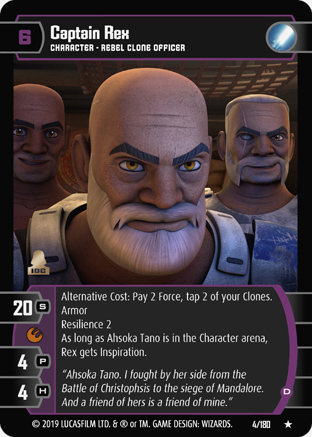 6 Captain Rex
CHARACTER • REBEL CLONE OFFICER
100
20 S
4 P
4 H
Alternative Cost: Pay 2 Force, tap 2 of your Clones.
Armor
Resilience 2
As long as Ahsoka Tano is in the Character arena,
Rex gets Inspiration.
"Ahsoka Tano. I fought by her side from the
Battle of Christophsis to the siege of Mandalore.
And a friend of hers is a friend of mine."
D
© 2019 LUCASFILM LTD. & ® or TM. GAME DESIGN: WIZARDS. 4/180 ★